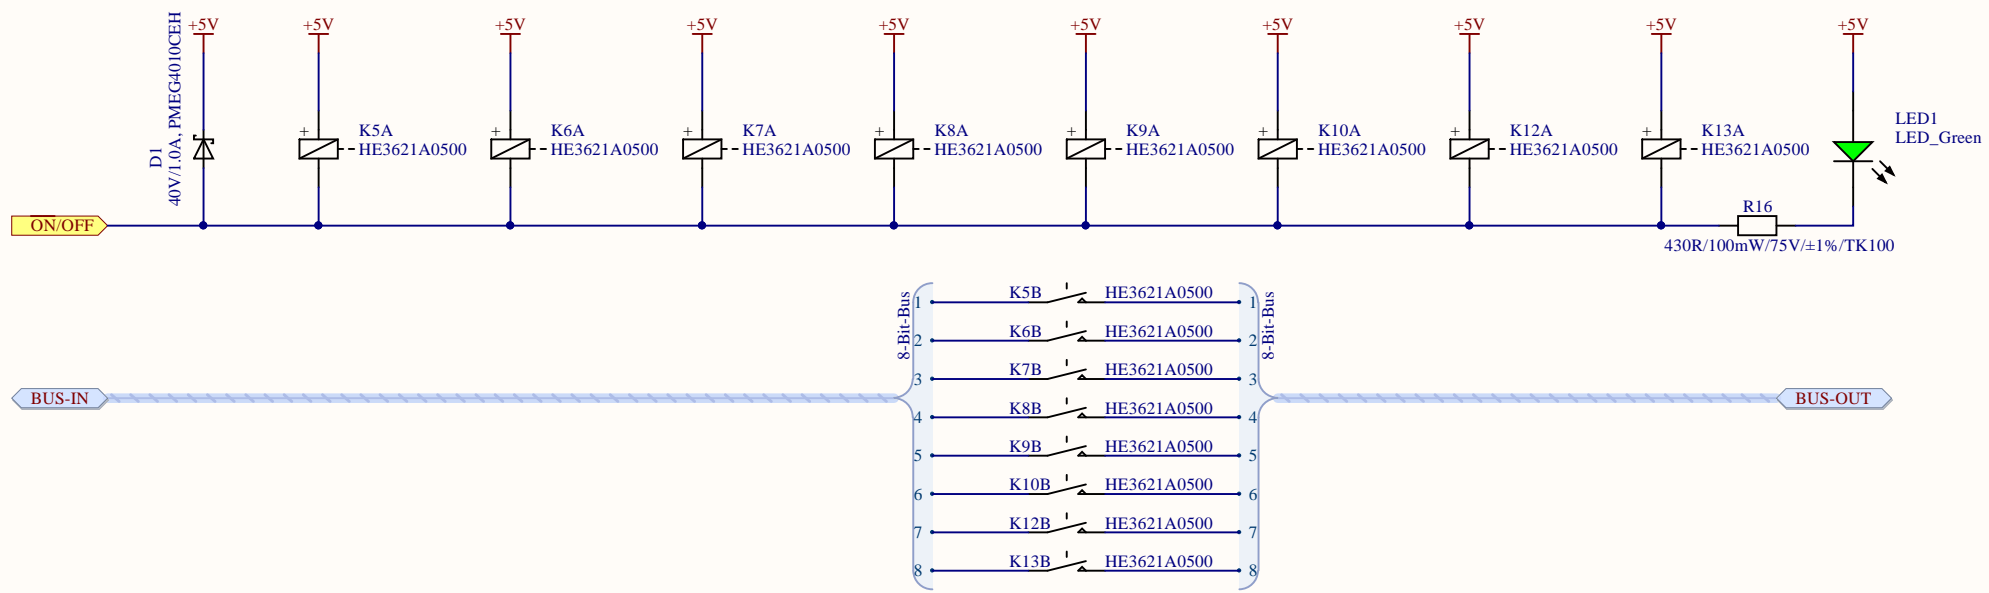 +5V
+5V
+5V
+5V
+5V
+5V
+5V
+5V
+5V
+5V
D1
40V/1.0A, PMEG4010CEH
+
K5A
HE3621A0500
+
K6A
HE3621A0500
+
K7A
HE3621A0500
+
K8A
HE3621A0500
+
K9A
HE3621A0500
+
K10A
HE3621A0500
+
K12A
HE3621A0500
+
K13A
HE3621A0500
LED1
LED_Green
ON/OFF
R16
430R/100mW/75V/±1%/TK100
8-Bit-Bus
8-Bit-Bus
1 K5B HE3621A0500 1
2 K6B HE3621A0500 2
3 K7B HE3621A0500 3
BUS-IN
BUS-OUT
4 K8B HE3621A0500 4
5 K9B HE3621A0500 5
6 K10B HE3621A0500 6
7 K12B HE3621A0500 7
8 K13B HE3621A0500 8